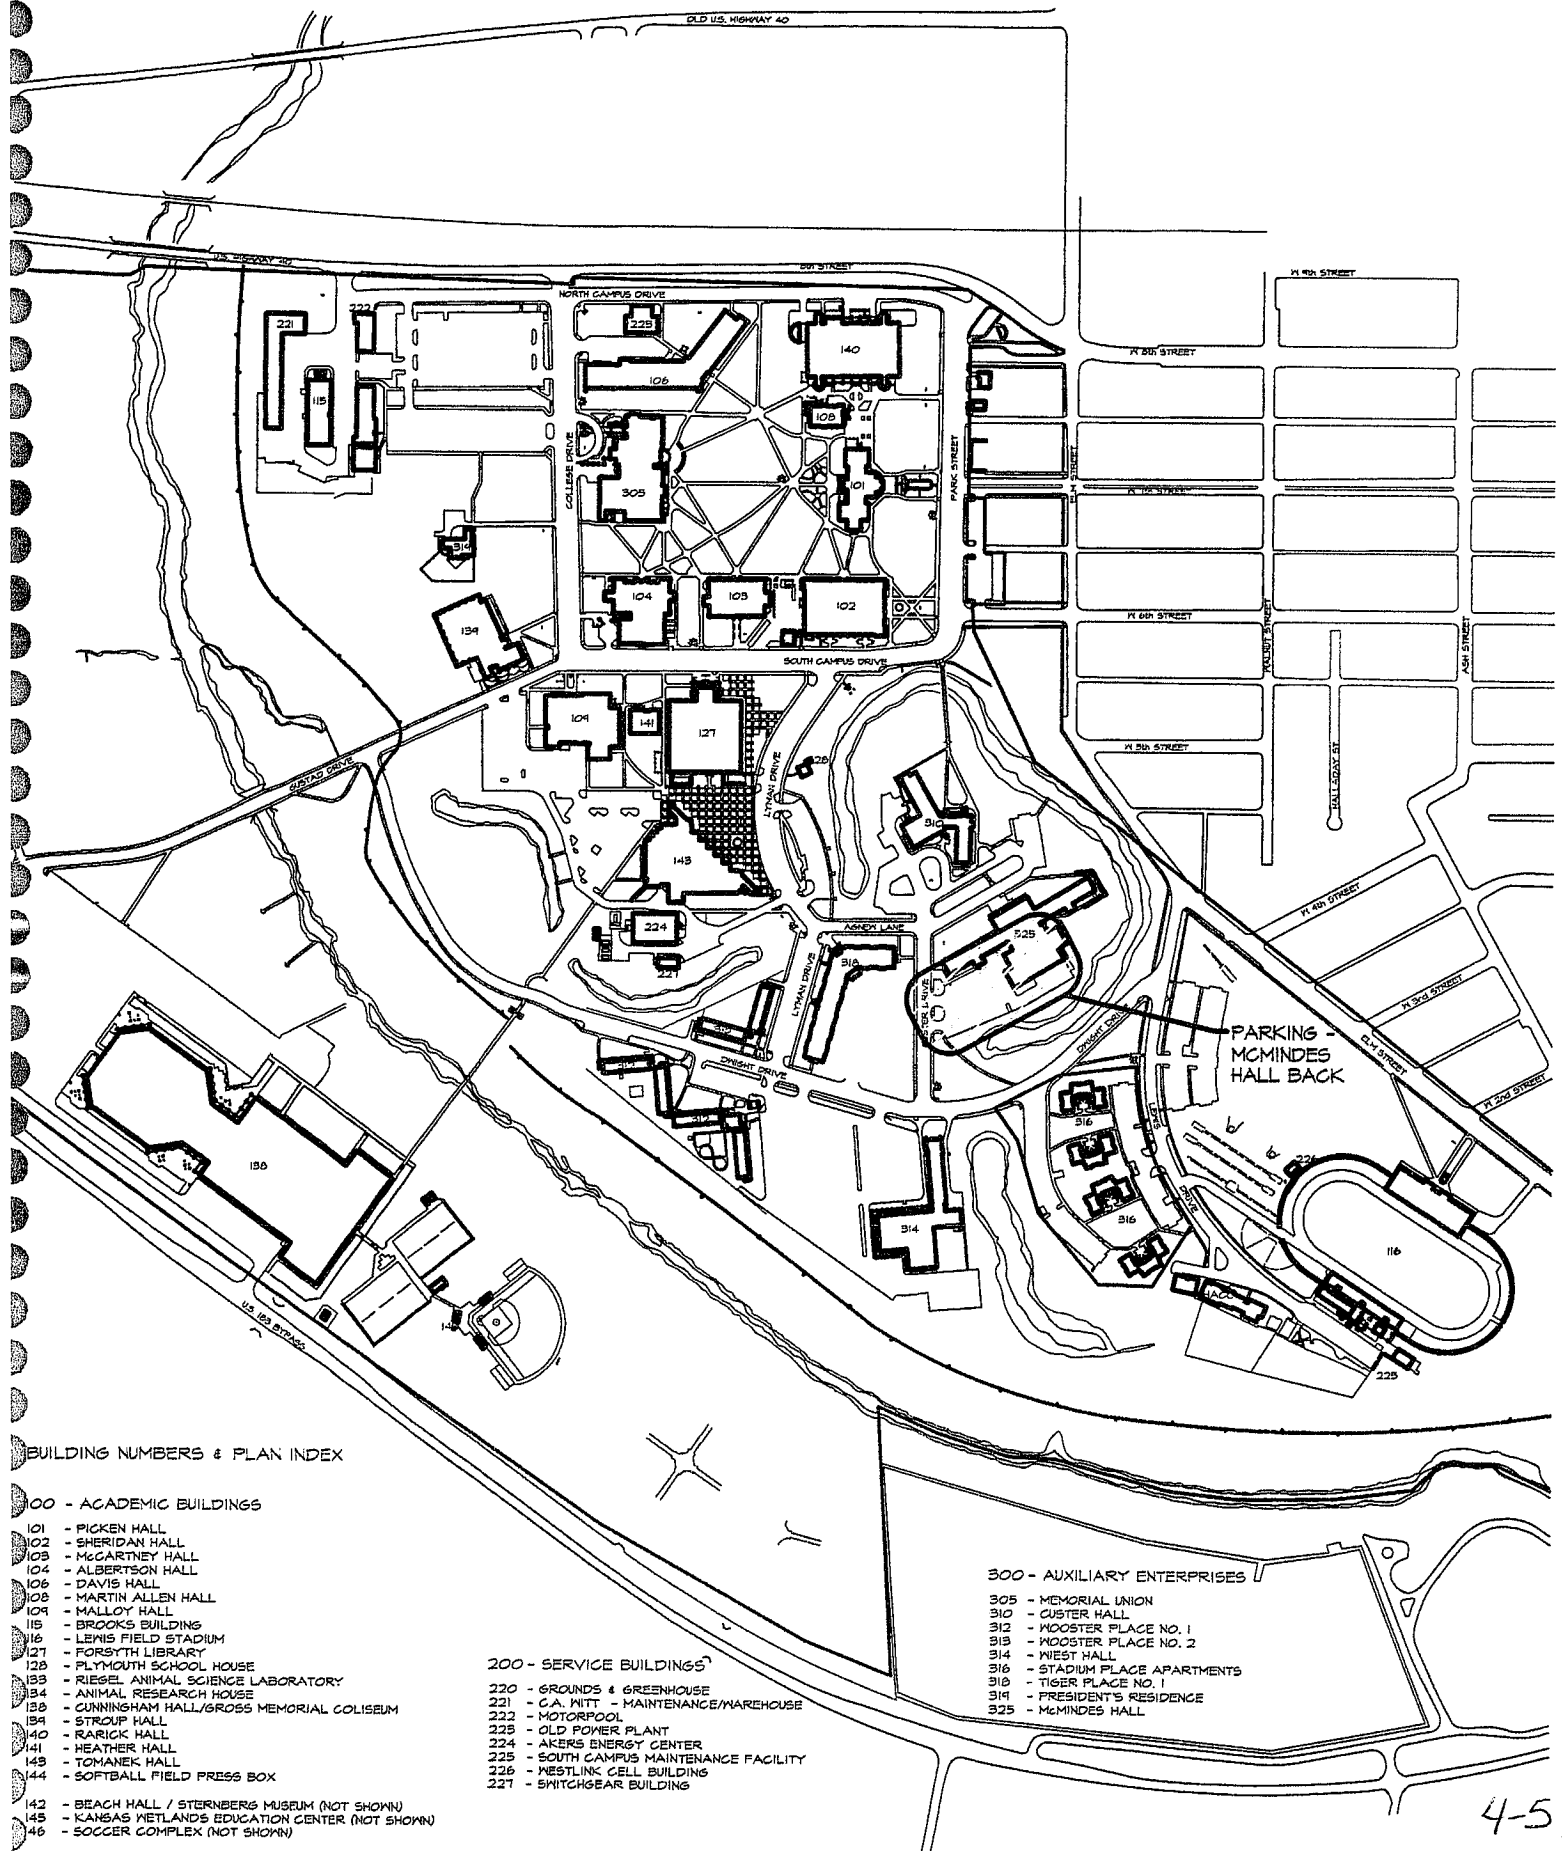 OLD U.S. HIGHWAY 40
U.S. HIGHWAY 40
8th STREET
NORTH CAMPUS DRIVE
W 9th STREET
W 8th STREET
221
222
223
140
106
115
108
COLLEGE DRIVE
305
101
PARK STREET
ELM STREET
W 7th STREET
319
104
103
102
139
W 6th STREET
WALNUT STREET
ASH STREET
SOUTH CAMPUS DRIVE
109
141
127
LYMAN DRIVE
128
W 5th STREET
HALLIDAY ST
GUSTAD DRIVE
310
143
W 4th STREET
224
AGNEW LANE
325
227
318
LYMAN DRIVE
W 3rd STREET
DWIGHT DRIVE
PARKING -
MCMINDES
HALL BACK
ELM STREET
313
DWIGHT DRIVE
W 2nd STREET
312
316
LEWIS
DRIVE
226
138
314
316
116
U.S. 183 BYPASS
225
BUILDING NUMBERS & PLAN INDEX
100 - ACADEMIC BUILDINGS
101 - PICKEN HALL
102 - SHERIDAN HALL
103 - McCARTNEY HALL
104 - ALBERTSON HALL
106 - DAVIS HALL
108 - MARTIN ALLEN HALL
109 - MALLOY HALL
115 - BROOKS BUILDING
116 - LEWIS FIELD STADIUM
127 - FORSYTH LIBRARY
128 - PLYMOUTH SCHOOL HOUSE
133 - RIEGEL ANIMAL SCIENCE LABORATORY
134 - ANIMAL RESEARCH HOUSE
138 - CUNNINGHAM HALL/GROSS MEMORIAL COLISEUM
139 - STROUP HALL
140 - RARICK HALL
141 - HEATHER HALL
143 - TOMANEK HALL
144 - SOFTBALL FIELD PRESS BOX
142 - BEACH HALL / STERNBERG MUSEUM (NOT SHOWN)
145 - KANSAS WETLANDS EDUCATION CENTER (NOT SHOWN)
146 - SOCCER COMPLEX (NOT SHOWN)
200 - SERVICE BUILDINGS
220 - GROUNDS & GREENHOUSE
221 - C.A. WITT - MAINTENANCE/WAREHOUSE
222 - MOTORPOOL
223 - OLD POWER PLANT
224 - AKERS ENERGY CENTER
225 - SOUTH CAMPUS MAINTENANCE FACILITY
226 - WESTLINK CELL BUILDING
227 - SWITCHGEAR BUILDING
300 - AUXILIARY ENTERPRISES
305 - MEMORIAL UNION
310 - CUSTER HALL
312 - WOOSTER PLACE NO. 1
313 - WOOSTER PLACE NO. 2
314 - WIEST HALL
316 - STADIUM PLACE APARTMENTS
318 - TIGER PLACE NO. 1
319 - PRESIDENT'S RESIDENCE
325 - McMINDES HALL
4-5